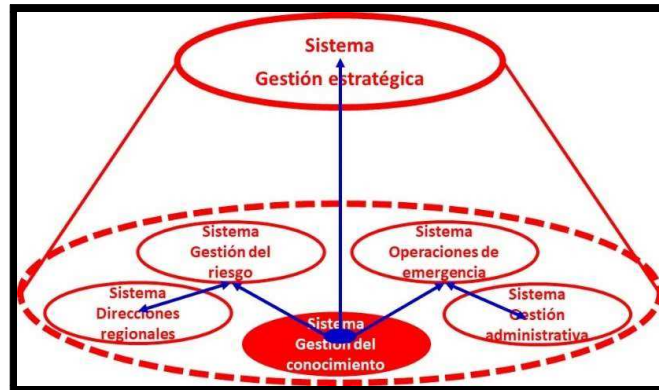 Sistema
Gestión estratégica
Sistema
Gestión del
riesgo
Sistema
Operaciones de
emergencia
Sistema
Direcciones
regionales
Sistema
Gestión del
conocimiento
Sistema
Gestión
administrativa